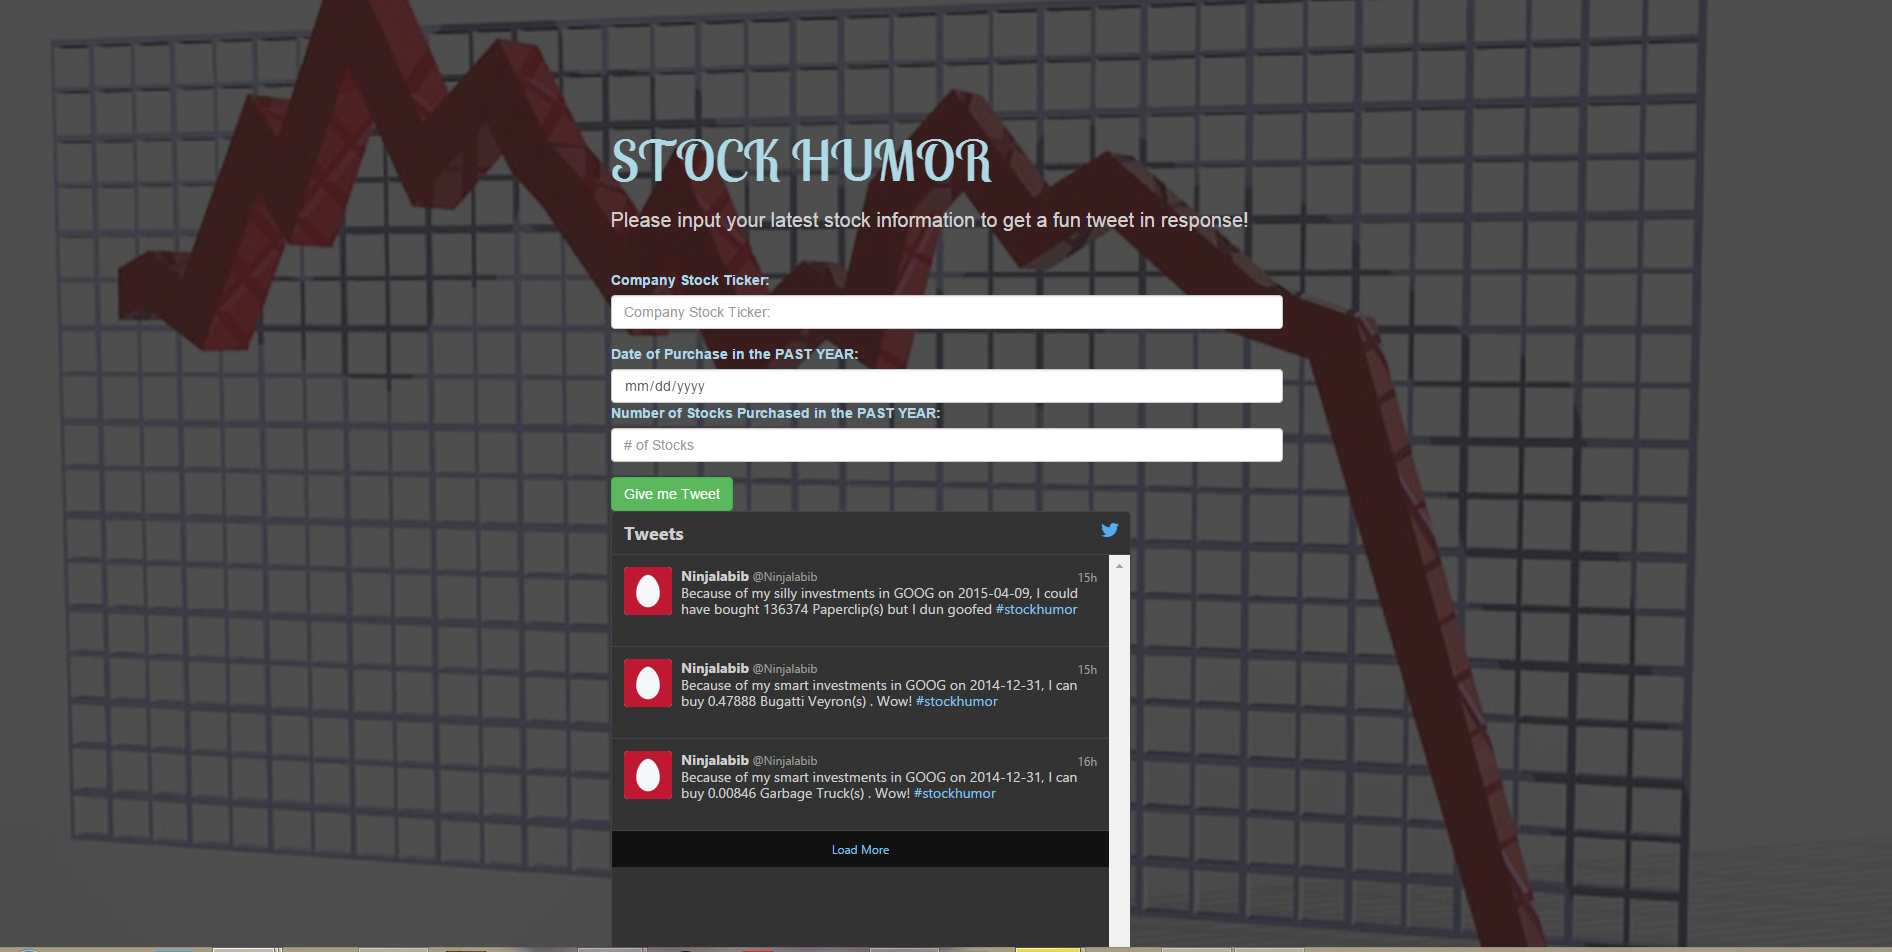 STOCK HUMOR
Please input your latest stock information to get a fun tweet in response!
Company Stock Ticker:
Company Stock Ticker:
Date of Purchase in the PAST YEAR:
mm/dd/yyyy
Number of Stocks Purchased in the PAST YEAR:
# of Stocks
Give me Tweet
Tweets
Ninjalabib @Ninjalabib 15h
Because of my silly investments in GOOG on 2015-04-09, I could
have bought 136374 Paperclip(s) but I dun goofed #stockhumor
Ninjalabib @Ninjalabib 15h
Because of my smart investments in GOOG on 2014-12-31, I can
buy 0.47888 Bugatti Veyron(s) . Wow! #stockhumor
Ninjalabib @Ninjalabib 16h
Because of my smart investments in GOOG on 2014-12-31, I can
buy 0.00846 Garbage Truck(s) . Wow! #stockhumor
Load More